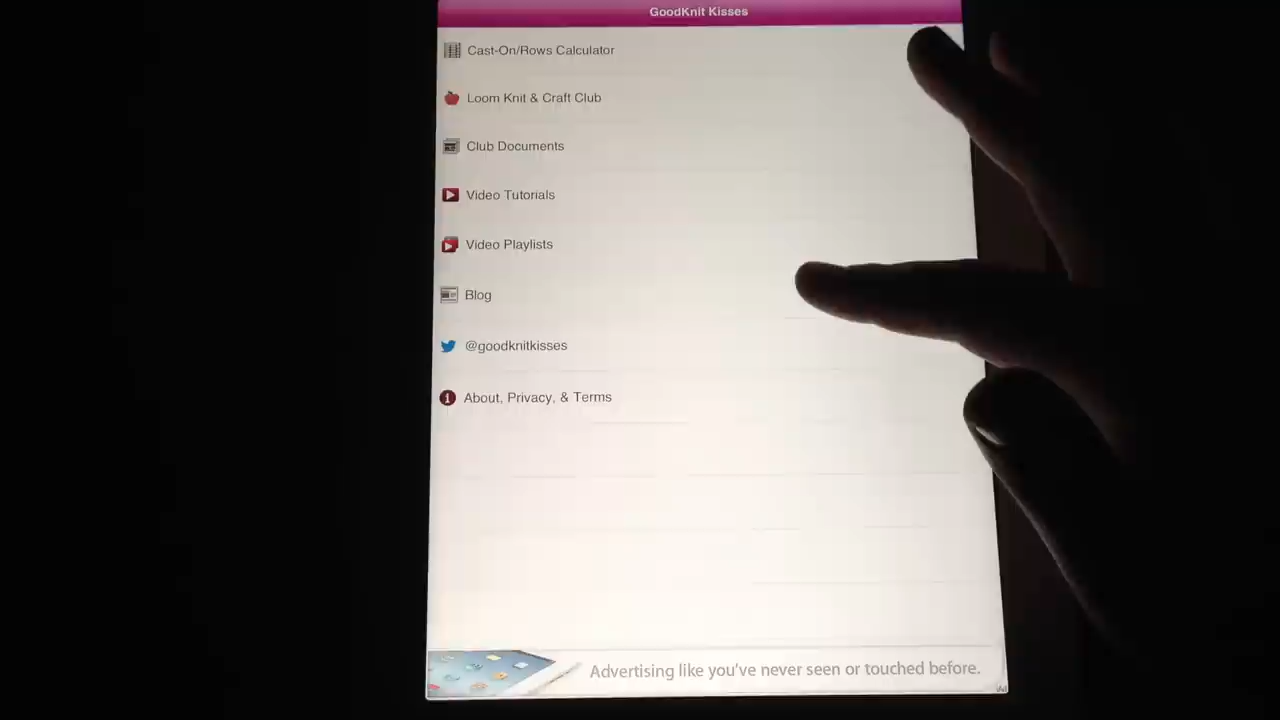 GoodKnit Kisses
Cast-On/Rows Calculator
Loom Knit & Craft Club
Club Documents
Video Tutorials
Video Playlists
Blog
@goodknitkisses
About, Privacy, & Terms
Advertising like you've never seen or touched before.
iAd